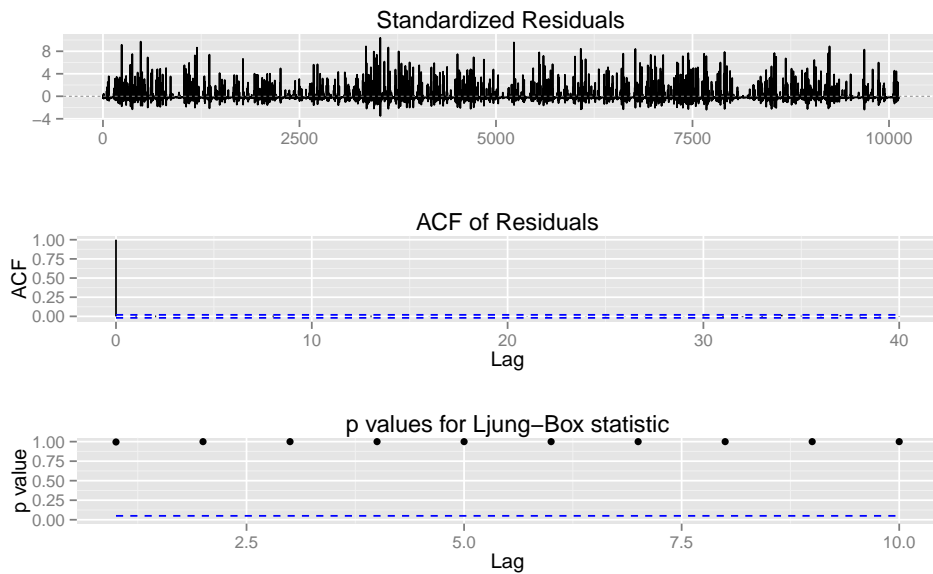 Standardized Residuals
8
4
0
−4
0 2500 5000 7500 10000
ACF of Residuals
1.00
0.75
0.50
0.25
0.00
ACF
0 10 20 30 40
Lag
p values for Ljung−Box statistic
1.00
0.75
0.50
0.25
0.00
p value
2.5 5.0 7.5 10.0
Lag